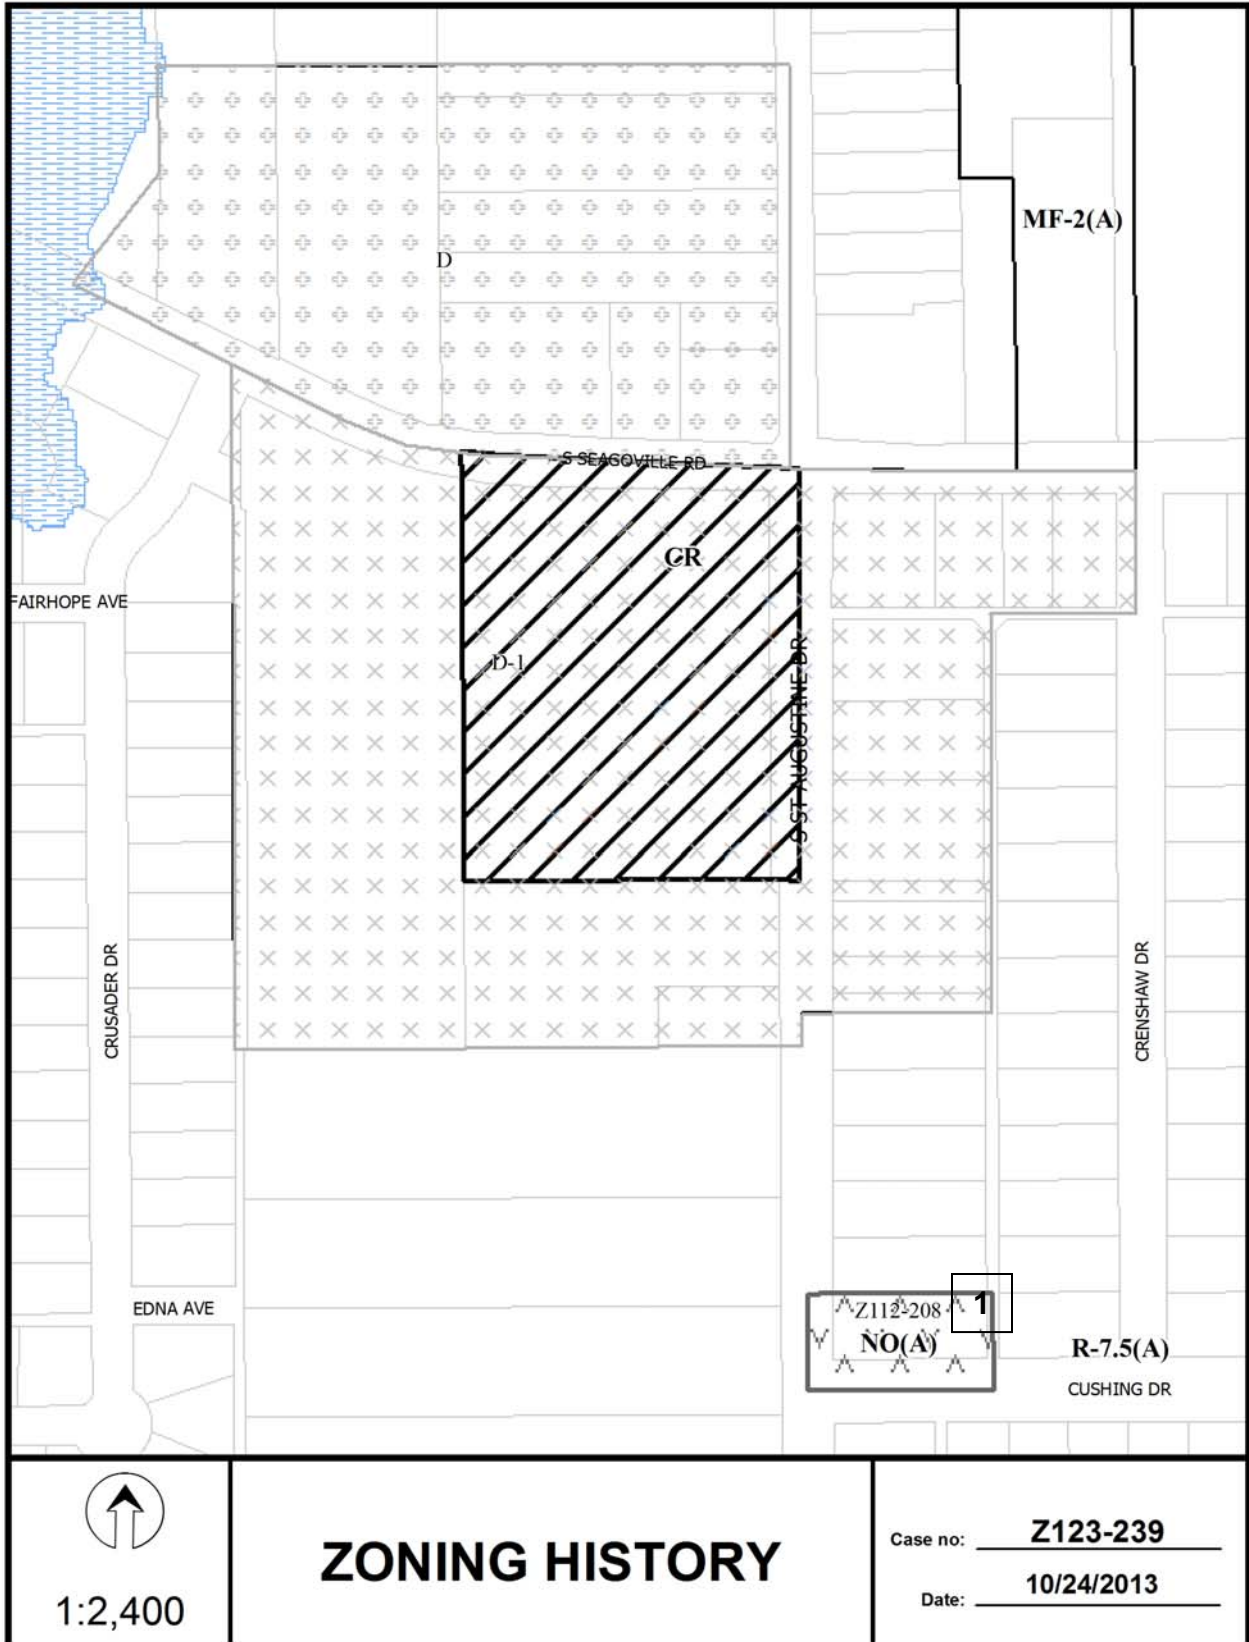 MF-2(A)
D
S SEAGOVILLE RD
CR
FAIRHOPE AVE
D-1
S ST AUGUSTINE DR
CRUSADER DR
CRENSHAW DR
EDNA AVE
Z112-208
1
NO(A)
R-7.5(A)
CUSHING DR
1:2,400
ZONING HISTORY
Case no: Z123-239
Date: 10/24/2013